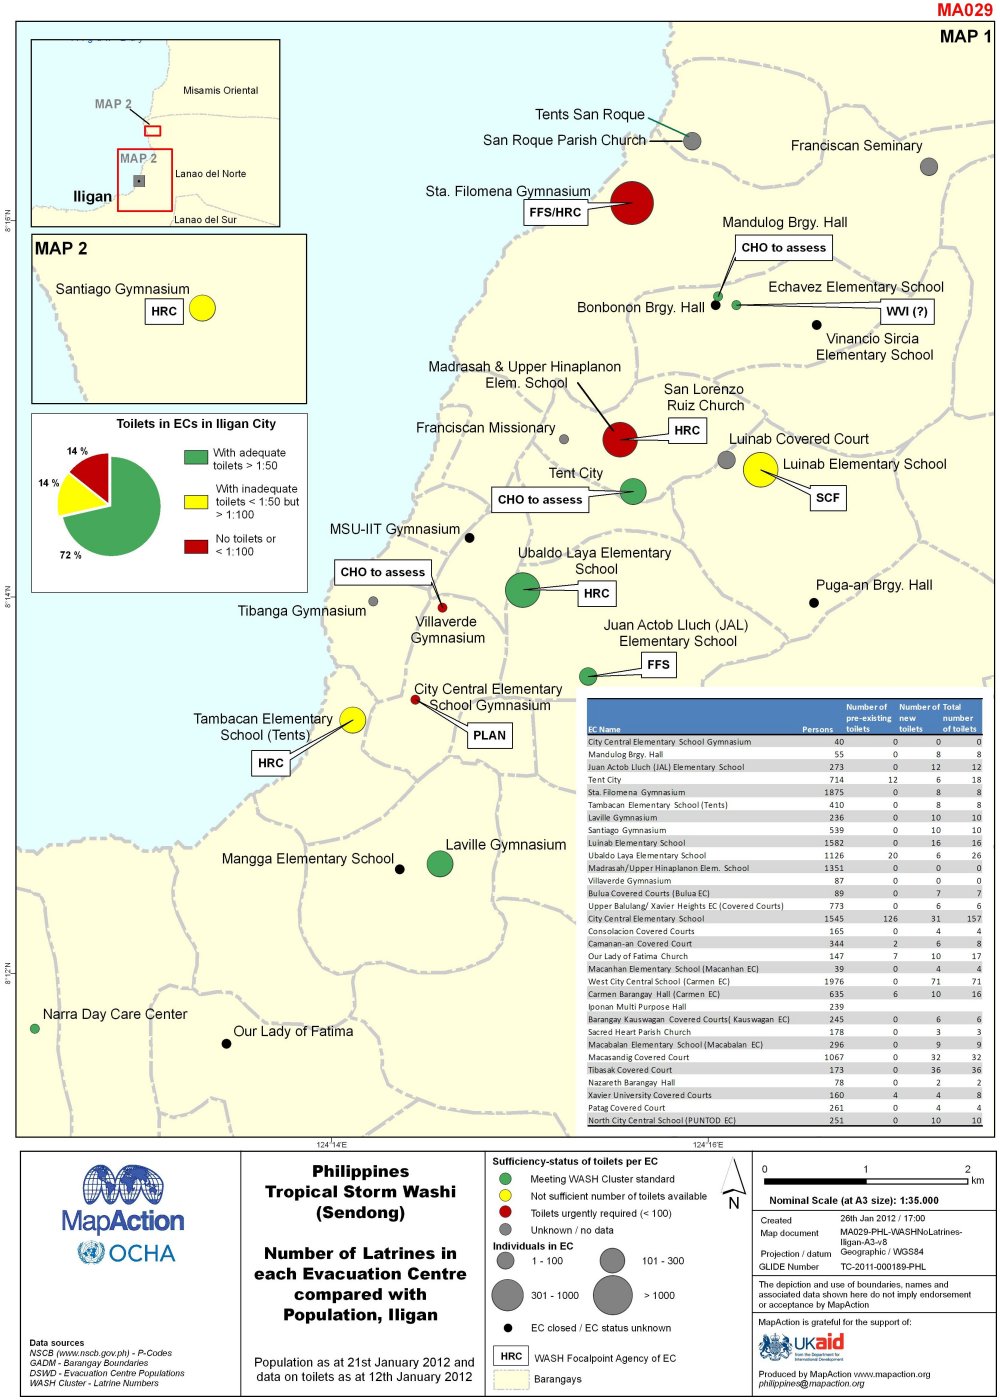 MA029
MAP 1
MAP 2
Misamis Oriental
MAP 2
Lanao del Norte
Iligan
Lanao del Sur
MAP 2
Santiago Gymnasium
HRC
Toilets in ECs in Iligan City
14 %
14 %
72 %
With adequate
toilets > 1:50
With inadequate
toilets < 1:50 but
> 1:100
No toilets or
< 1:100
8°16'N
8°14'N
8°12'N
Tents San Roque
San Roque Parish Church
Franciscan Seminary
Sta. Filomena Gymnasium
FFS/HRC
Mandulog Brgy. Hall
CHO to assess
Echavez Elementary School
Bonbonon Brgy. Hall
WVI (?)
Vinancio Sircia
Elementary School
Madrasah & Upper Hinaplanon
Elem. School
San Lorenzo
Ruiz Church
Franciscan Missionary
HRC
Luinab Covered Court
Luinab Elementary School
Tent City
CHO to assess
SCF
MSU-IIT Gymnasium
Ubaldo Laya Elementary
School
CHO to assess
HRC
Puga-an Brgy. Hall
Tibanga Gymnasium
Villaverde
Gymnasium
Juan Actob Lluch (JAL)
Elementary School
FFS
City Central Elementary
School Gymnasium
Tambacan Elementary
School (Tents)
PLAN
HRC
Mangga Elementary School
Laville Gymnasium
Narra Day Care Center
Our Lady of Fatima
124°14'E
124°16'E
EC Name Persons Number of pre-existing toilets Number of new toilets Total number of toilets
City Central Elementary School Gymnasium 40 0 0 0
Mandulog Brgy. Hall 55 0 8 8
Juan Actob Lluch (JAL) Elementary School 273 0 12 12
Tent City 714 12 6 18
Sta. Filomena Gymnasium 1875 0 8 8
Tambacan Elementary School (Tents) 410 0 8 8
Laville Gymnasium 236 0 10 10
Santiago Gymnasium 539 0 10 10
Luinab Elementary School 1582 0 16 16
Ubaldo Laya Elementary School 1126 20 6 26
Madrasah/Upper Hinaplanon Elem. School 1351 0 0 0
Villaverde Gymnasium 87 0 0 0
Bulua Covered Courts (Bulua EC) 89 0 7 7
Upper Balulang/ Xavier Heights EC (Covered Courts) 773 0 6 6
City Central Elementary School 1545 126 31 157
Consolacion Covered Courts 165 0 4 4
Camanan-an Covered Court 344 2 6 8
Our Lady of Fatima Church 147 7 10 17
Macanhan Elementary School (Macanhan EC) 39 0 4 4
West City Central School (Carmen EC) 1976 0 71 71
Carmen Barangay Hall (Carmen EC) 635 6 10 16
Iponan Multi Purpose Hall 239
Barangay Kauswagan Covered Courts( Kauswagan EC) 245 0 6 6
Sacred Heart Parish Church 178 0 3 3
Macabalan Elementary School (Macabalan EC) 296 0 9 9
Macasandig Covered Court 1067 0 32 32
Tibasak Covered Court 173 0 36 36
Nazareth Barangay Hall 78 0 2 2
Xavier University Covered Courts 160 4 4 8
Patag Covered Court 261 0 4 4
North City Central School (PUNTOD EC) 251 0 10 10
MapAction
OCHA
Data sources
NSCB (www.nscb.gov.ph) - P-Codes
GADM - Barangay Boundaries
DSWD - Evacuation Centre Populations
WASH Cluster - Latrine Numbers
Philippines
Tropical Storm Washi
(Sendong)
Number of Latrines in
each Evacuation Centre
compared with
Population, Iligan
Population as at 21st January 2012 and
data on toilets as at 12th January 2012
Sufficiency-status of toilets per EC
Meeting WASH Cluster standard
Not sufficient number of toilets available
Toilets urgently required (< 100)
Unknown / no data
Individuals in EC
1 - 100
101 - 300
301 - 1000
> 1000
EC closed / EC status unknown
HRC WASH Focalpoint Agency of EC
Barangays
N
0 1 2
km
Nominal Scale (at A3 size): 1:35.000
Created 26th Jan 2012 / 17:00
Map document MA029-PHL-WASHNoLatrines-
Iligan-A3-v8
Projection / datum Geographic / WGS84
GLIDE Number TC-2011-000189-PHL
The depiction and use of boundaries, names and
associated data shown here do not imply endorsement
or acceptance by MapAction
MapAction is grateful for the support of:
UKaid
from the Department for
International Development
Produced by MapAction www.mapaction.org
philippines@mapaction.org